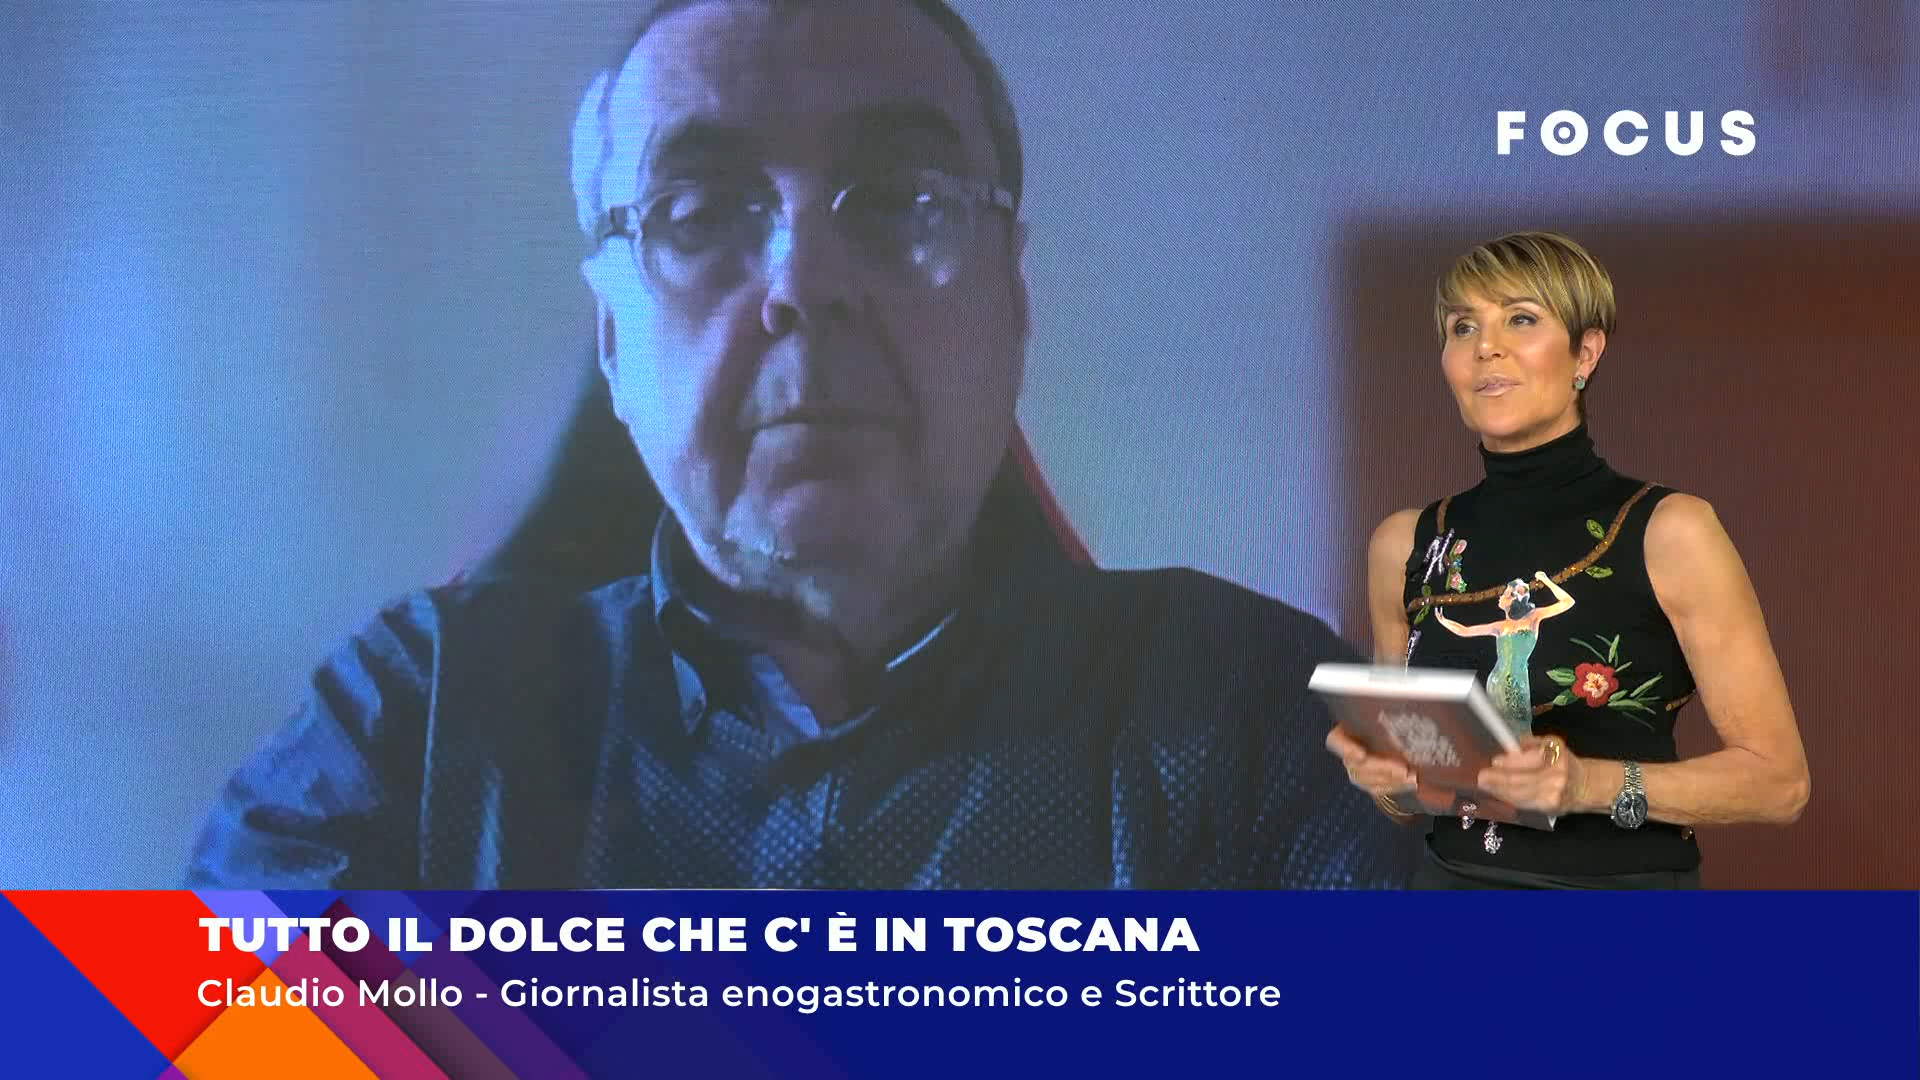 FOCUS
TUTTO IL DOLCE CHE C' È IN TOSCANA
Claudio Mollo - Giornalista enogastronomico e Scrittore